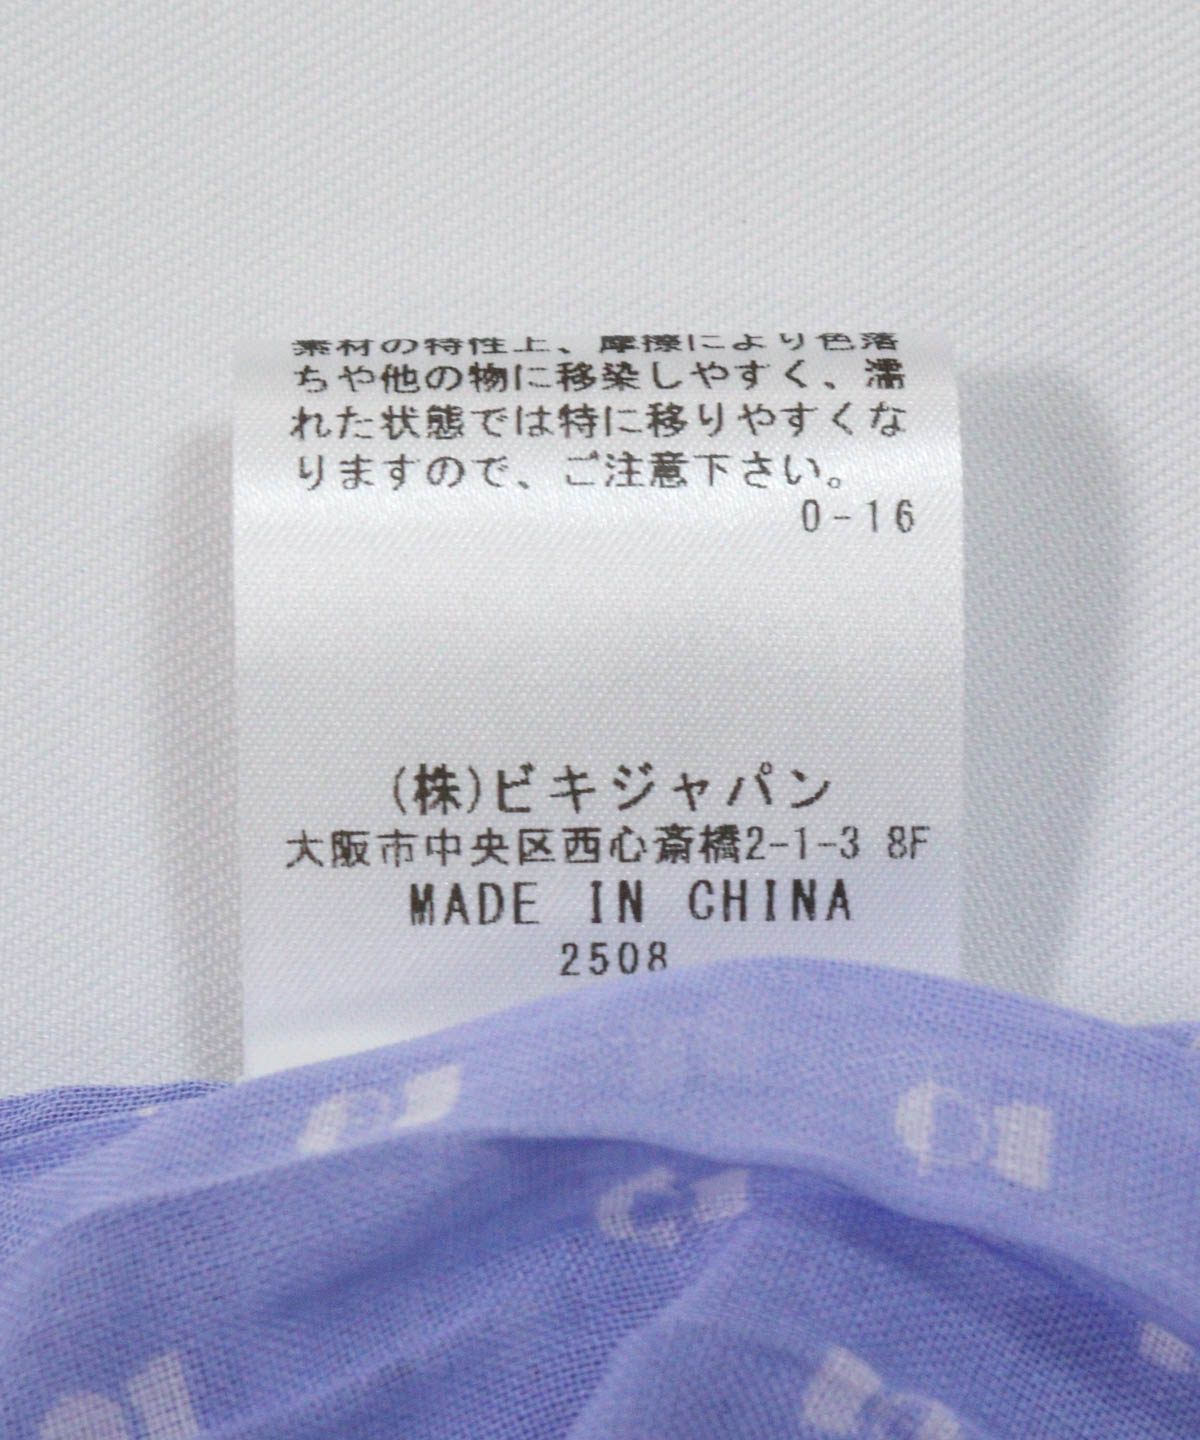 素材の特性上、摩擦により色落
ちや他の物に移染しやすく、濡
れた状態では特に移りやすくな
りますので、ご注意下さい。
0-16
(株)ビキジャパン
大阪市中央区西心斎橋2-1-3 8F
MADE IN CHINA
2508